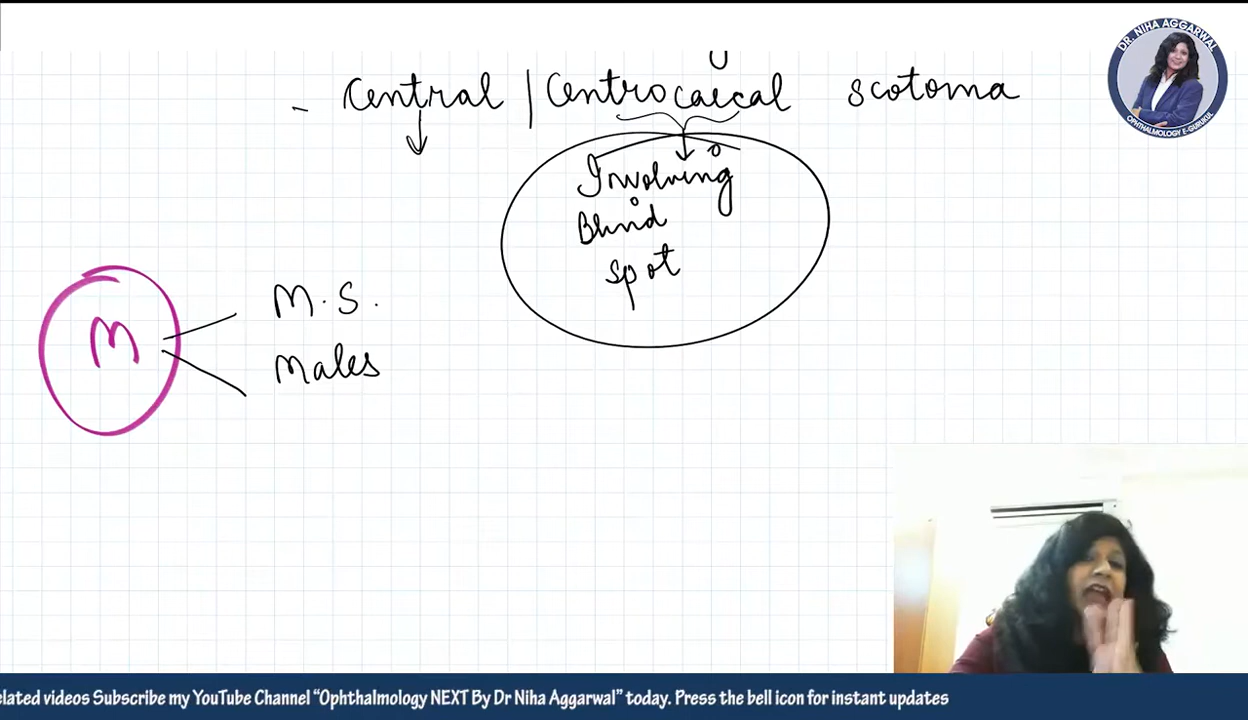 DR. NIHA AGGARWAL
OPHTHALMOLOGY E-GURUKUL
- Central / Centrocaecal scotoma
Involving
Blind
spot
M
M.S.
Males
elated videos Subscribe my YouTube Channel “Ophthalmology NEXT By Dr Niha Aggarwal” today. Press the bell icon for instant updates